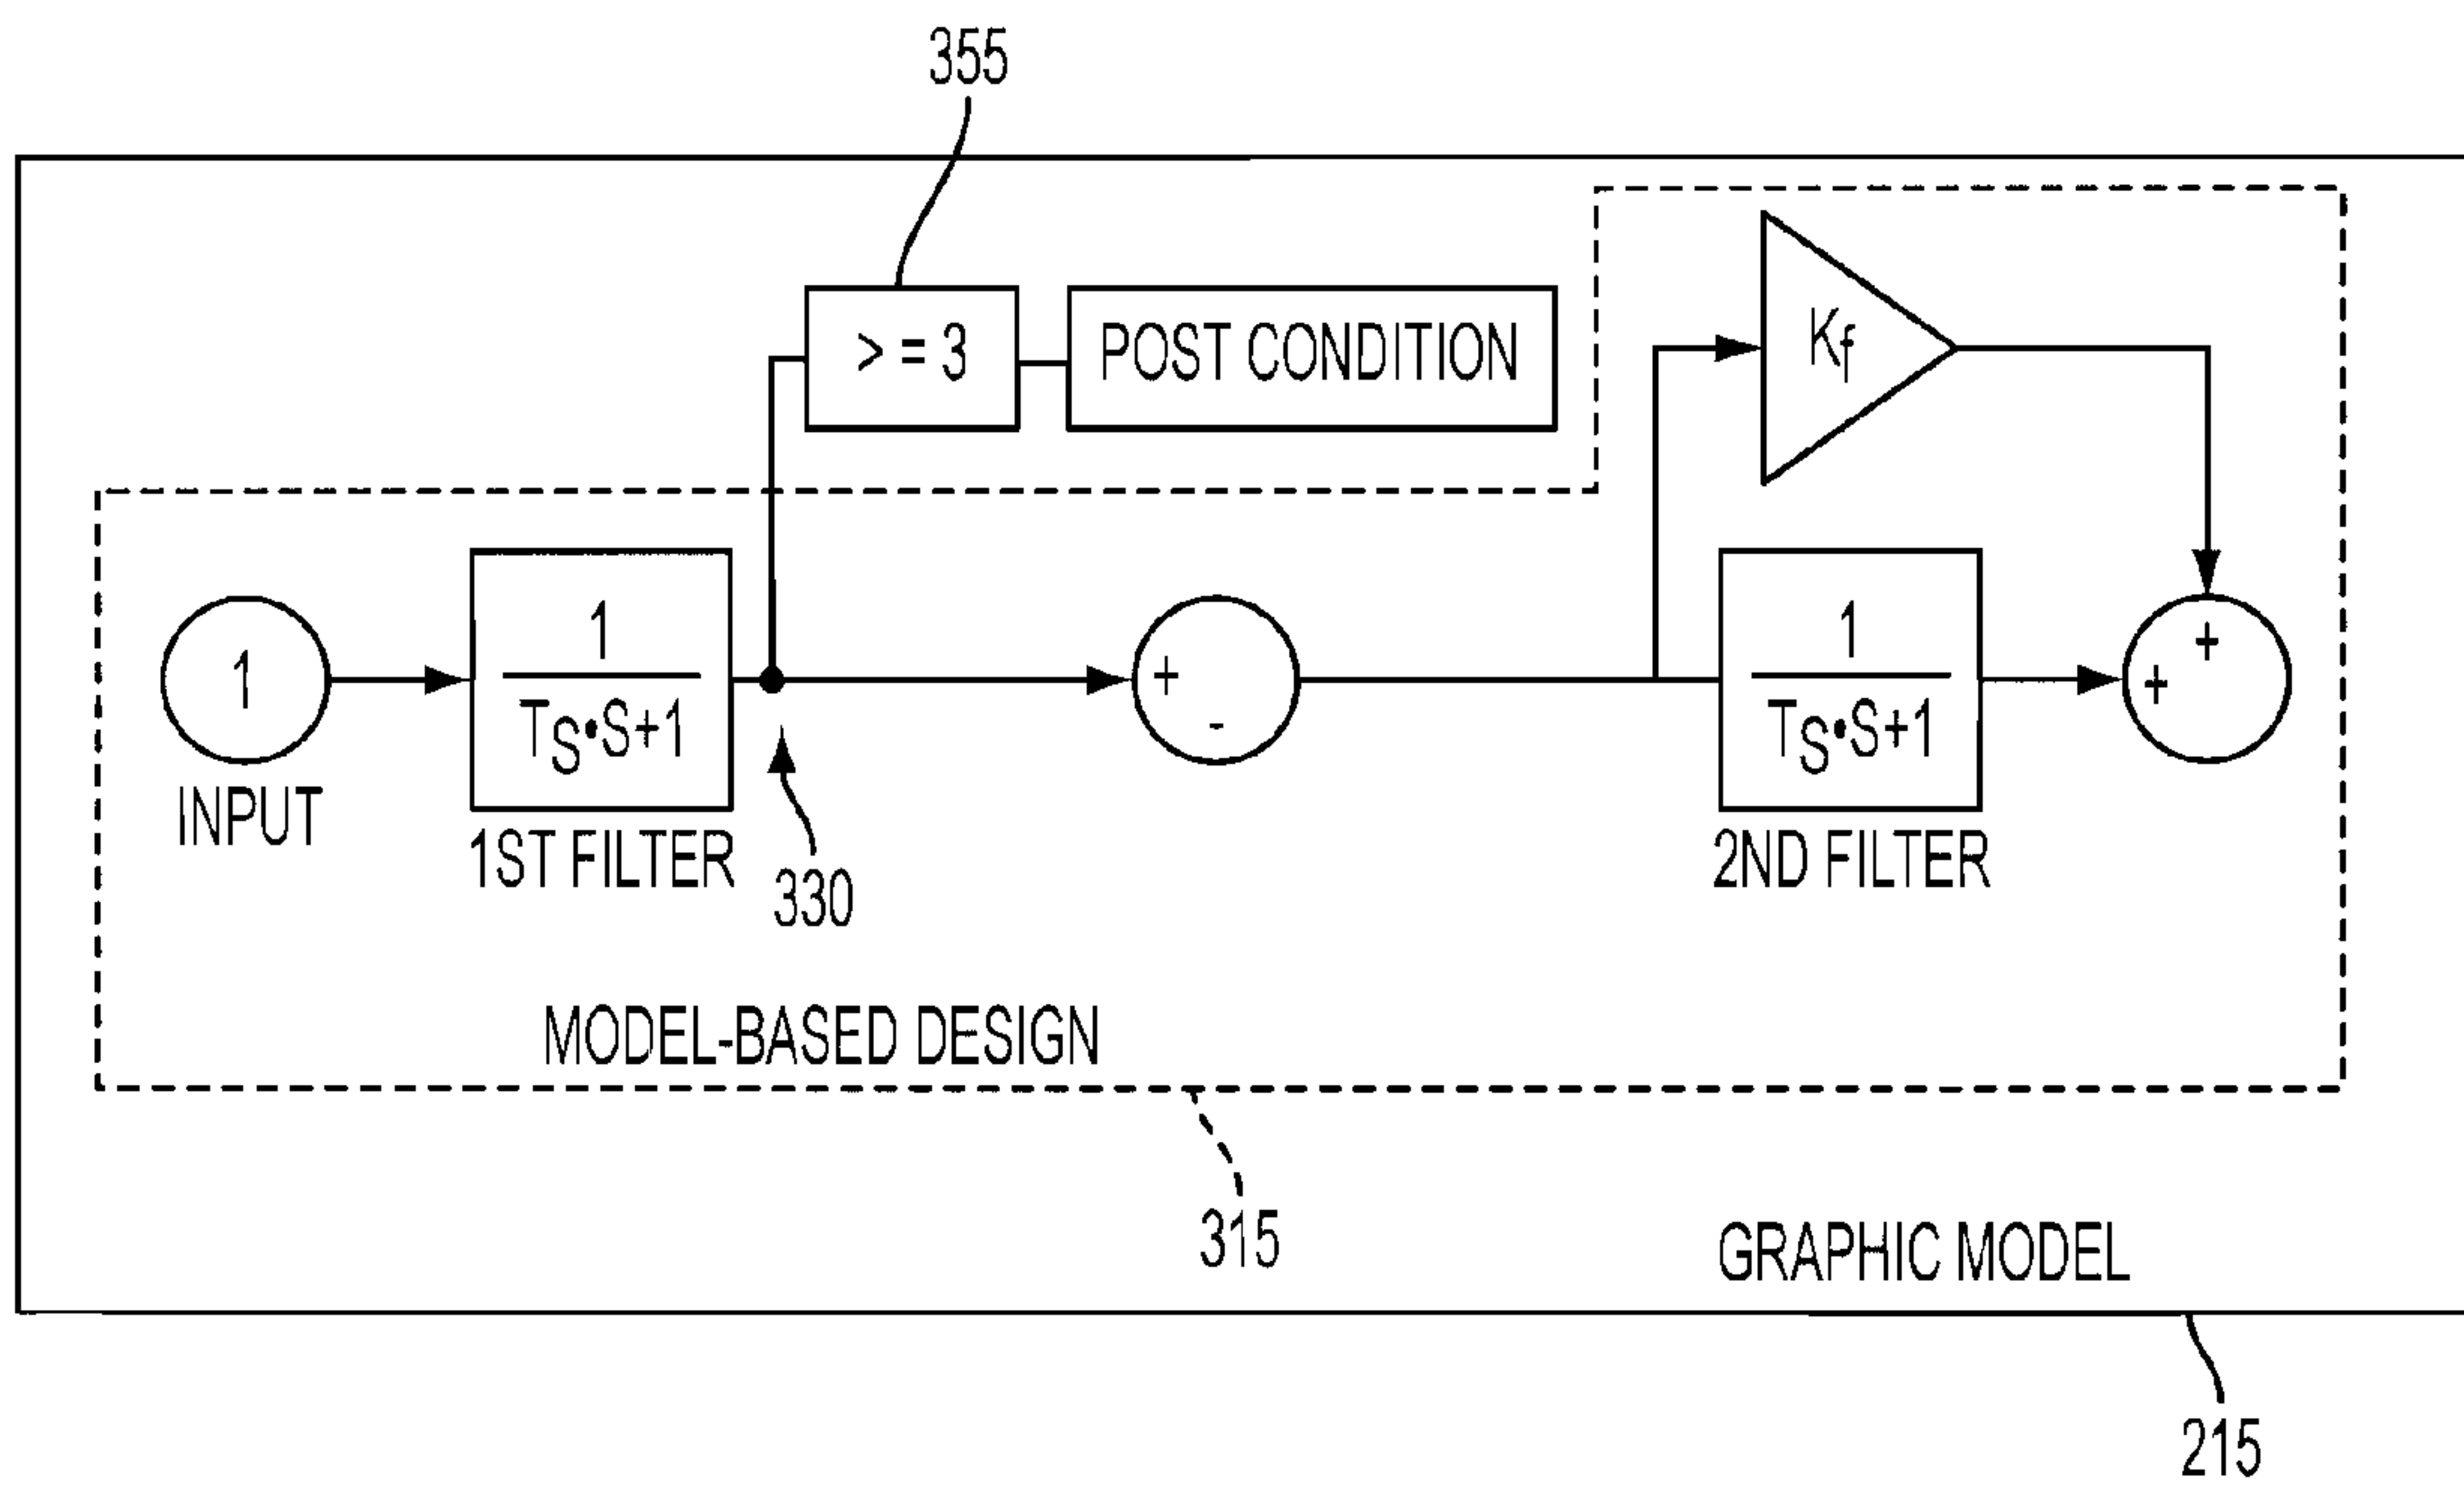 355
> = 3
POST CONDITION
Kf
1
INPUT
1
TS•S+1
1ST FILTER
330
+
-
1
TS•S+1
2ND FILTER
+
+
MODEL-BASED DESIGN
315
GRAPHIC MODEL
215